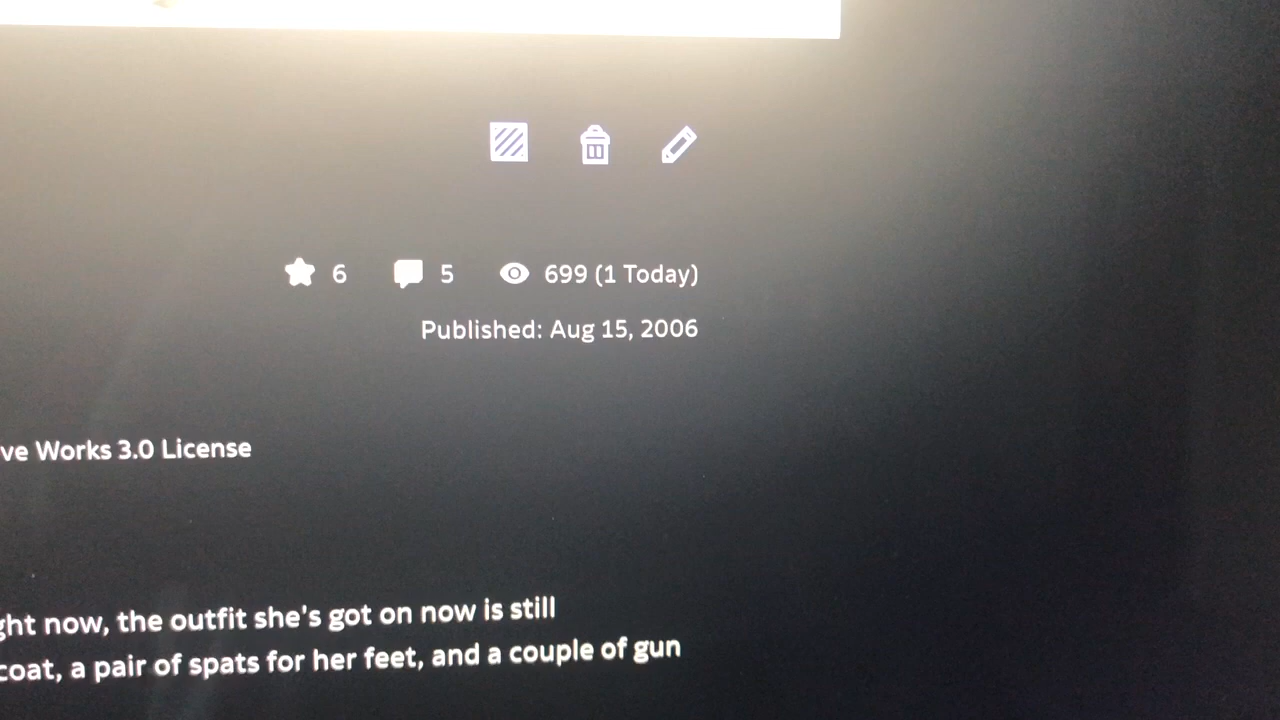 6 5 699 (1 Today)
Published: Aug 15, 2006
ve Works 3.0 License
ght now, the outfit she's got on now is still
coat, a pair of spats for her feet, and a couple of gun